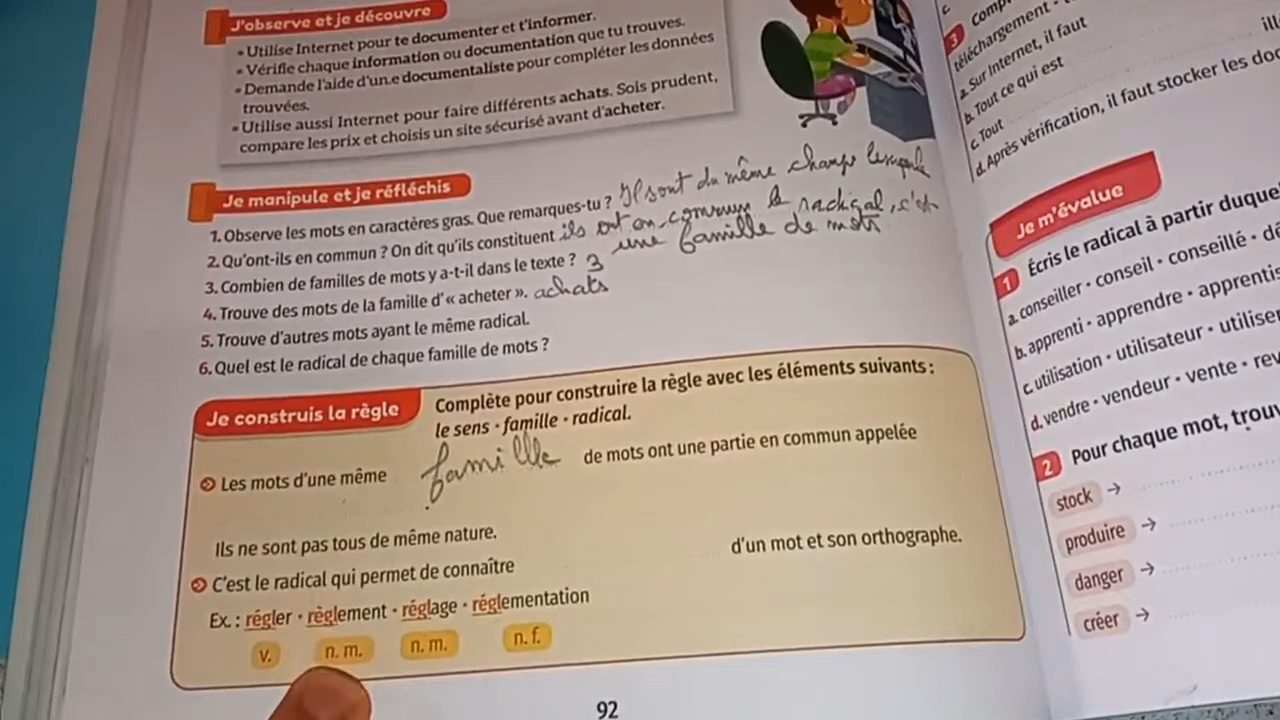 J'observe et je découvre
• Utilise Internet pour te documenter et t'informer.
• Vérifie chaque information ou documentation que tu trouves.
• Demande l'aide d'un.e documentaliste pour compléter les données
trouvées.
• Utilise aussi Internet pour faire différents achats. Sois prudent,
compare les prix et choisis un site sécurisé avant d'acheter.
Je manipule et je réfléchis
1. Observe les mots en caractères gras. Que remarques-tu ? Ils ont du même champ lexicale
2. Qu'ont-ils en commun ? On dit qu'ils constituent ils ont en commun le radical, c'est
une famille de mots
3. Combien de familles de mots y a-t-il dans le texte ? 3
4. Trouve des mots de la famille d' « acheter ». achats
5. Trouve d'autres mots ayant le même radical.
6. Quel est le radical de chaque famille de mots ?
Je construis la règle
Complète pour construire la règle avec les éléments suivants :
le sens • famille • radical.
Les mots d'une même famille de mots ont une partie en commun appelée
Ils ne sont pas tous de même nature.
C'est le radical qui permet de connaître d'un mot et son orthographe.
Ex. : régler • règlement • réglage • réglementation
v. n. m. n. m. n. f.
92
c.
3 Comp
téléchargement •
a. Sur Internet, il faut
b. Tout ce qui est
c. Tout
d. Après vérification, il faut stocker les do
Je m'évalue
1 Écris le radical à partir duque
a. conseiller • conseil • conseillé • dé
b. apprenti • apprendre • apprentis
c. utilisation • utilisateur • utiliser
d. vendre • vendeur • vente • rev
2 Pour chaque mot, trouv
stock →
produire →
danger →
créer →